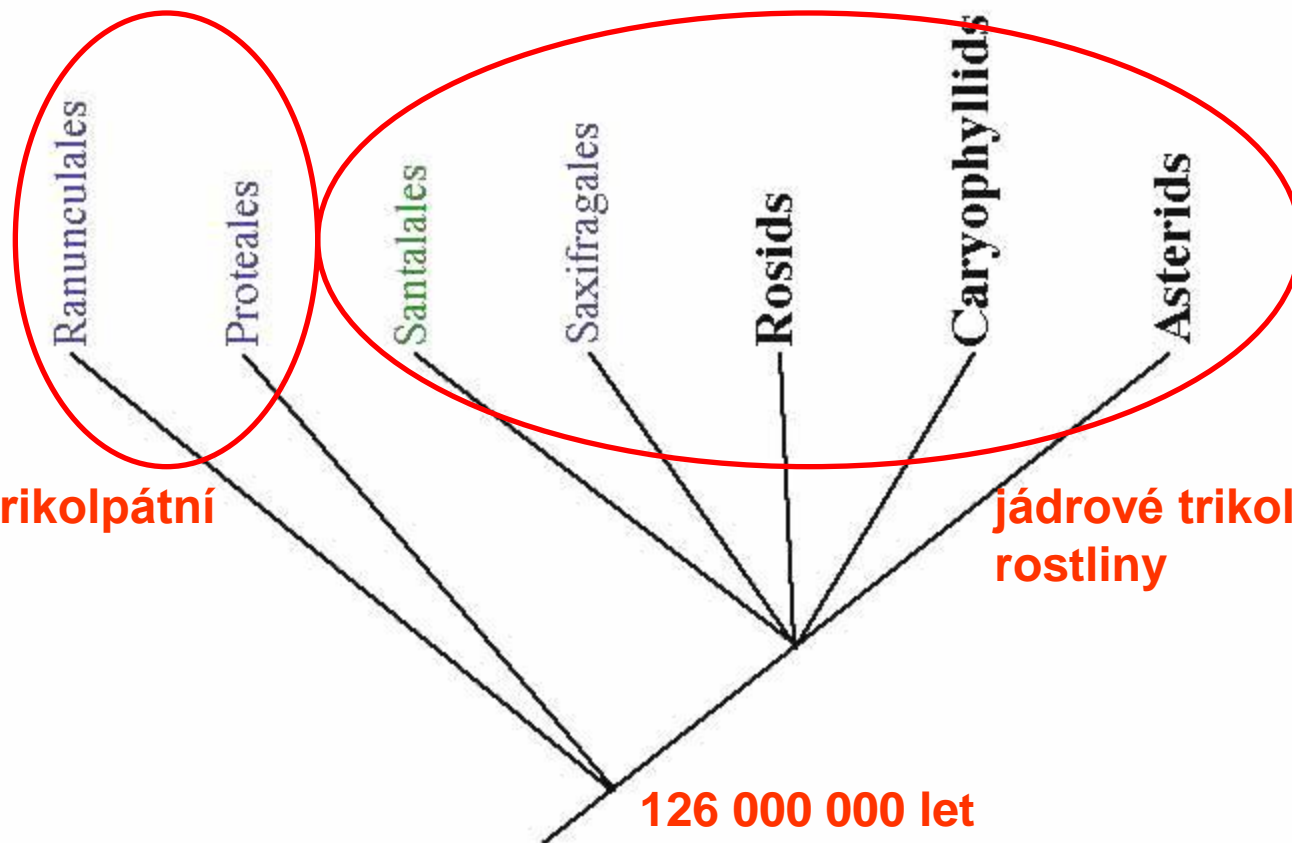 Ranunculales
Proteales
Santalales
Saxifragales
Rosids
Caryophyllids
Asterids
rikolpátní
jádrové trikol
rostliny
126 000 000 let